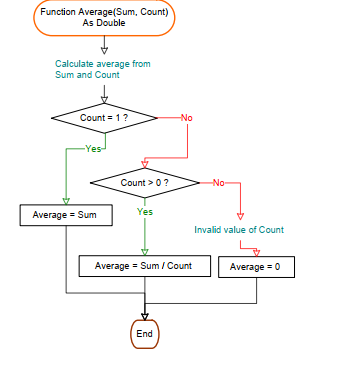 Function Average(Sum, Count)
As Double
Calculate average from
Sum and Count
Count = 1 ?
No
Yes
Count > 0 ?
No
Average = Sum
Yes
Invalid value of Count
Average = Sum / Count
Average = 0
End